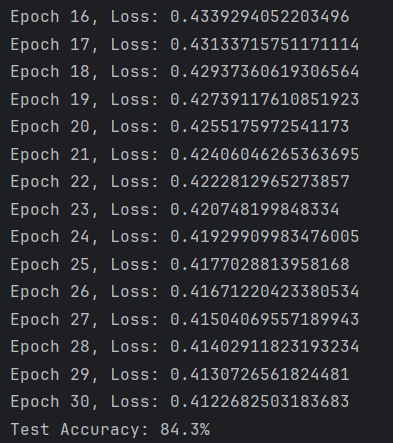 Epoch 16, Loss: 0.4339294052203496
Epoch 17, Loss: 0.43133715751171114
Epoch 18, Loss: 0.42937360619306564
Epoch 19, Loss: 0.42739117610851923
Epoch 20, Loss: 0.4255175972541173
Epoch 21, Loss: 0.42406046265363695
Epoch 22, Loss: 0.4222812965273857
Epoch 23, Loss: 0.420748199848334
Epoch 24, Loss: 0.41929909983476005
Epoch 25, Loss: 0.4177028813958168
Epoch 26, Loss: 0.41671220423380534
Epoch 27, Loss: 0.41504069557189943
Epoch 28, Loss: 0.41402911823193234
Epoch 29, Loss: 0.4130726561824481
Epoch 30, Loss: 0.4122682503183683
Test Accuracy: 84.3%